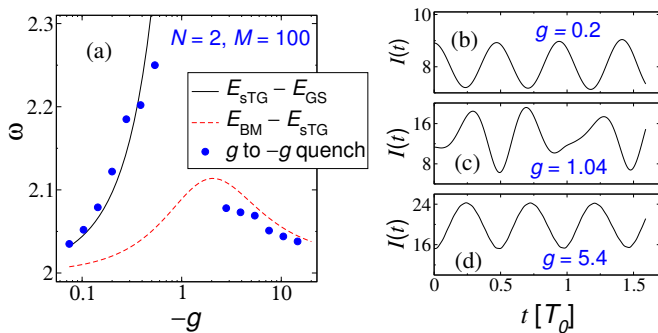 2.3
2.2
2.1
2
ω
(a)
N = 2, M = 100
E_sTG – E_GS
E_BM – E_sTG
g to –g quench
0.1
1
10
–g
10
8
I(t)
(b)
g = 0.2
16
12
I(t)
(c)
g = 1.04
24
16
I(t)
(d)
g = 5.4
0
0.5
1
1.5
t [T_0]